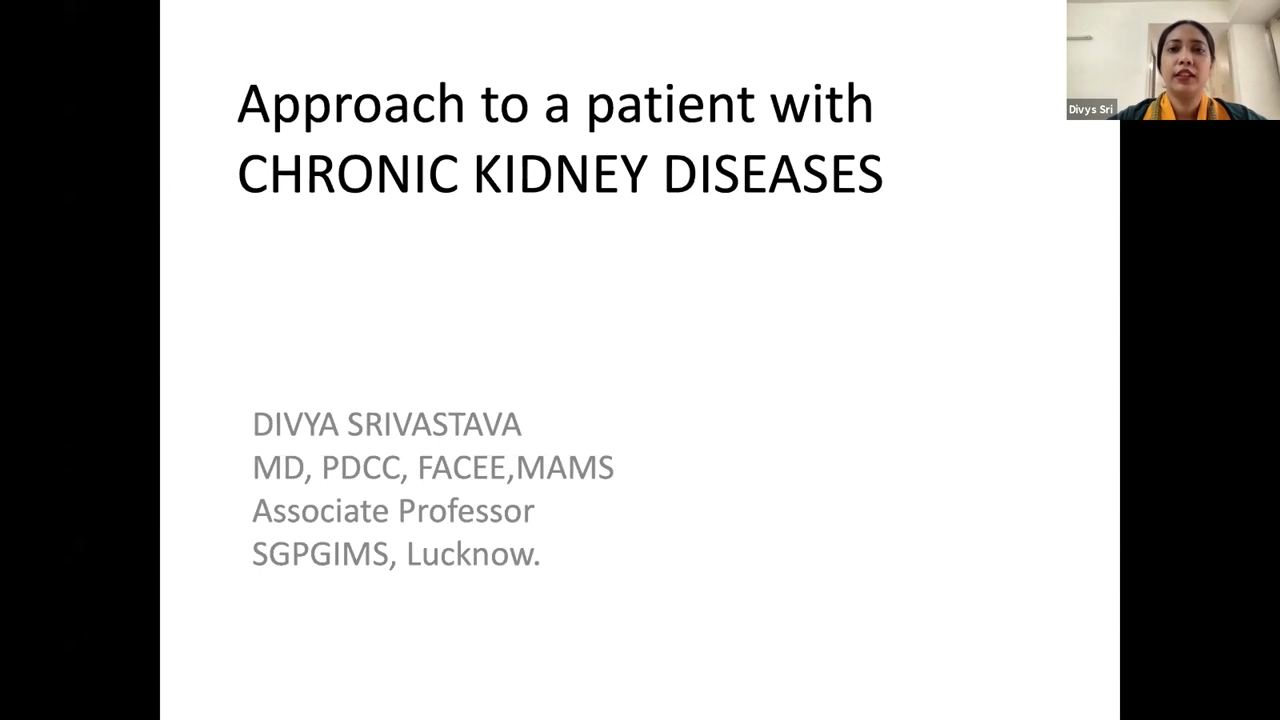 Approach to a patient with
CHRONIC KIDNEY DISEASES
Divys Sri
DIVYA SRIVASTAVA
MD, PDCC, FACEE,MAMS
Associate Professor
SGPGIMS, Lucknow.